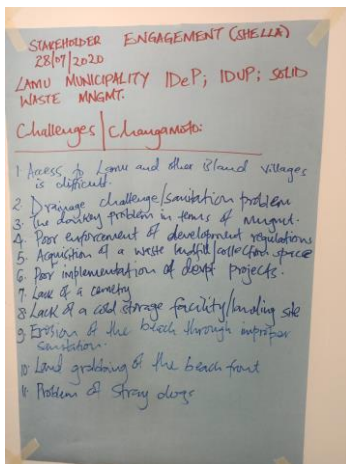 STAKEHOLDER ENGAGEMENT (SHELLA)
28/07/2020
LAMU MUNICIPALITY IDeP; IDUP; SOLID
WASTE MNGMT.
Challenges | Changamoto:
1 Access to Lamu and other island villages
is difficult.
2 Drainage challenge/sanitation problem
3. The donkey problem in terms of mngmt.
4. Poor enforcement of development regulations
5. Acquisition of a waste landfill/collection space
6. Poor implementation of devpt projects.
7. Lack of a cemetry
8 Lack of a cold storage facility/landing site
9 Erosion of the beach through improper
sanitation.
10. Land grabbing of the beach front
11. Problem of stray dogs